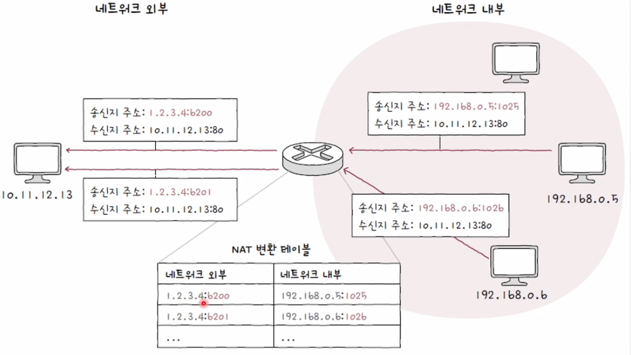 네트워크 외부
네트워크 내부
송신지 주소: 1.2.3.4:6200
수신지 주소: 10.11.12.13:80
송신지 주소: 192.168.0.5:1025
수신지 주소: 10.11.12.13:80
10.11.12.13
192.168.0.5
송신지 주소: 1.2.3.4:6201
수신지 주소: 10.11.12.13:80
송신지 주소: 192.168.0.6:1026
수신지 주소: 10.11.12.13:80
192.168.0.6
NAT 변환 테이블
네트워크 외부 네트워크 내부
1.2.3.4:6200 192.168.0.5:1025
1.2.3.4:6201 192.168.0.6:1026
... ...